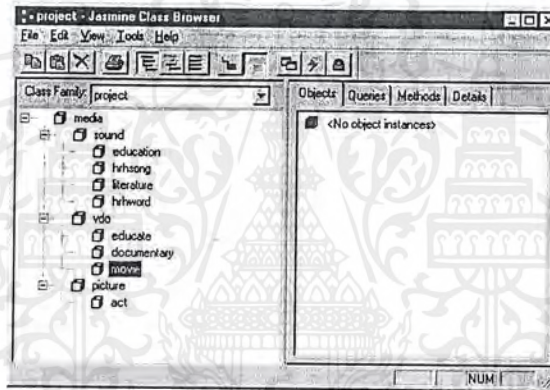 project - Jasmine Class Browser
File Edit View Tools Help
Class Family: project
Objects Queries Methods Details
media
sound
education
hrhsong
literature
hrhword
vdo
educate
documentary
movie
picture
act
<No object instances>
NUM